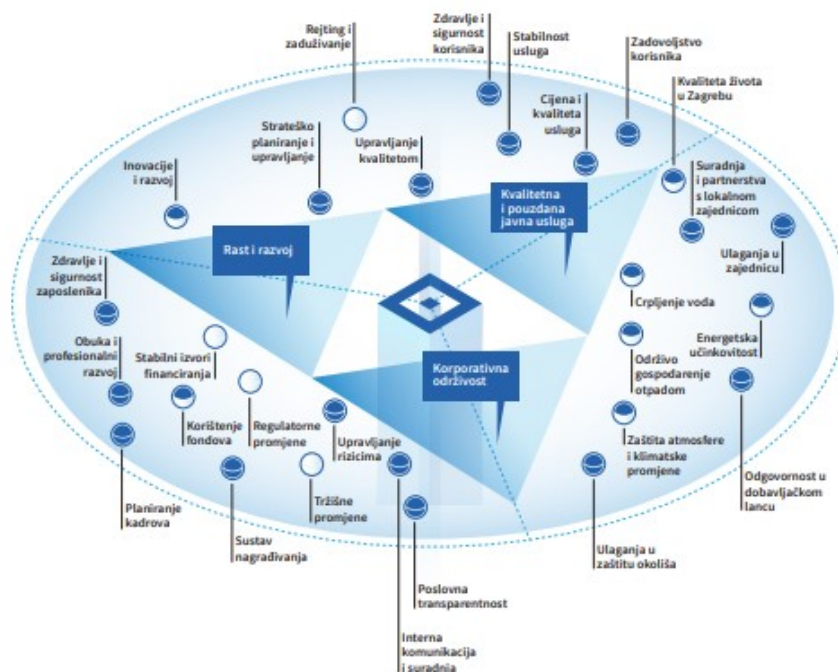 Rejting i
zaduživanje
Zdravlje i
sigurnost
korisnika
Stabilnost
usluga
Zadovoljstvo
korisnika
Cijena i
kvaliteta
usluga
Kvaliteta života
u Zagrebu
Strateško
planiranje i
upravljanje
Upravljanje
kvalitetom
Inovacije
i razvoj
Suradnja
i partnerstva
s lokalnom
zajednicom
Kvalitetna
i pouzdana
javna usluga
Rast i razvoj
Ulaganja u
zajednicu
Zdravlje i
sigurnost
zaposlenika
Crpljenje voda
Obuka i
profesionalni
razvoj
Stabilni izvori
financiranja
Energetska
učinkovitost
Korporativna
održivost
Održivo
gospodarenje
otpadom
Korištenje
fondova
Regulatorne
promjene
Upravljanje
rizicima
Zaštita atmosfere
i klimatske
promjene
Odgovornost u
dobavljačkom
lancu
Planiranje
kadrova
Tržišne
promjene
Sustav
nagrađivanja
Ulaganja u
zaštitu okoliša
Poslovna
transparentnost
Interna
komunikacija
i suradnja